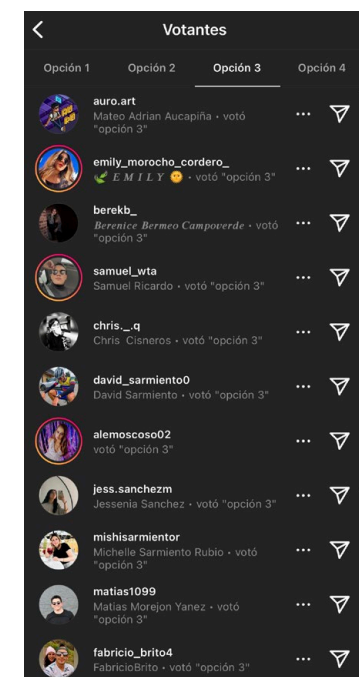 Votantes
Opción 1 Opción 2 Opción 3 Opción 4
auro.art
Mateo Adrian Aucapiña • votó
"opción 3"
emily_morocho_cordero_
🌿 E M I L Y 🌞 • votó "opción 3"
berekb_
Berenice Bermeo Campoverde • votó
"opción 3"
samuel_wta
Samuel Ricardo • votó "opción 3"
chris._.q
Chris Cisneros • votó "opción 3"
david_sarmiento0
David Sarmiento • votó "opción 3"
alemoscoso02
votó "opción 3"
jess.sanchezm
Jessenia Sanchez • votó "opción 3"
mishisarmientor
Michelle Sarmiento Rubio • votó
"opción 3"
matias1099
Matias Morejon Yanez • votó
"opción 3"
fabricio_brito4
FabricioBrito • votó "opción 3"